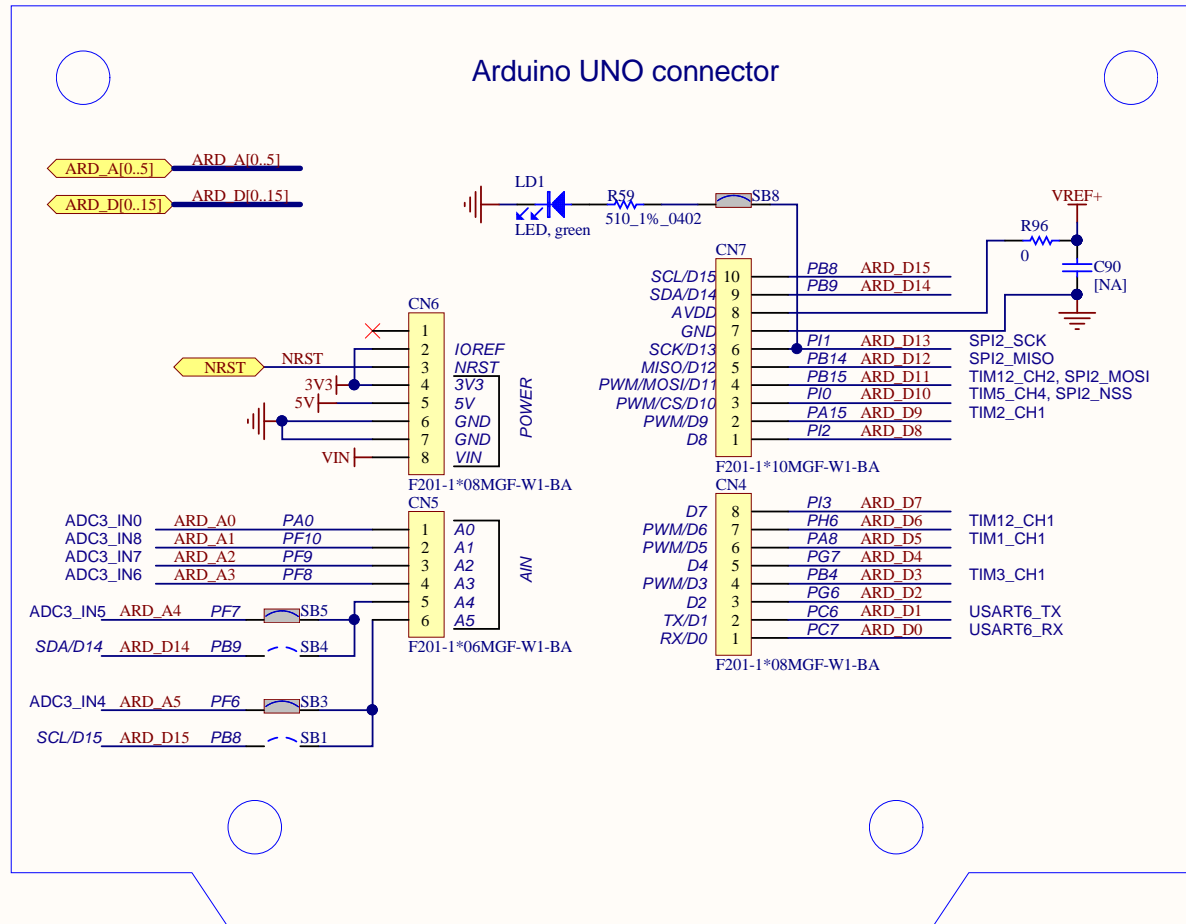 Arduino UNO connector
ARD_A[0..5] ARD_A[0..5]
ARD_D[0..15] ARD_D[0..15]
LD1
LED, green
R59
510_1%_0402
SB8
VREF+
R96
0
C90
[NA]
CN7
SCL/D15 10 PB8 ARD_D15
SDA/D14 9 PB9 ARD_D14
AVDD 8
GND 7
SCK/D13 6 PI1 ARD_D13 SPI2_SCK
MISO/D12 5 PB14 ARD_D12 SPI2_MISO
PWM/MOSI/D11 4 PB15 ARD_D11 TIM12_CH2, SPI2_MOSI
PWM/CS/D10 3 PI0 ARD_D10 TIM5_CH4, SPI2_NSS
PWM/D9 2 PA15 ARD_D9 TIM2_CH1
D8 1 PI2 ARD_D8
F201-1*10MGF-W1-BA
CN6
1
2 IOREF
NRST NRST 3 NRST
3V3 4 3V3
5V 5 5V
6 GND
7 GND
VIN 8 VIN
POWER
F201-1*08MGF-W1-BA
CN5
ADC3_IN0 ARD_A0 PA0 1 A0
ADC3_IN8 ARD_A1 PF10 2 A1
ADC3_IN7 ARD_A2 PF9 3 A2
ADC3_IN6 ARD_A3 PF8 4 A3
5 A4
6 A5
AIN
F201-1*06MGF-W1-BA
ADC3_IN5 ARD_A4 PF7 SB5
SDA/D14 ARD_D14 PB9 SB4
ADC3_IN4 ARD_A5 PF6 SB3
SCL/D15 ARD_D15 PB8 SB1
CN4
D7 8 PI3 ARD_D7
PWM/D6 7 PH6 ARD_D6 TIM12_CH1
PWM/D5 6 PA8 ARD_D5 TIM1_CH1
D4 5 PG7 ARD_D4
PWM/D3 4 PB4 ARD_D3 TIM3_CH1
D2 3 PG6 ARD_D2
TX/D1 2 PC6 ARD_D1 USART6_TX
RX/D0 1 PC7 ARD_D0 USART6_RX
F201-1*08MGF-W1-BA